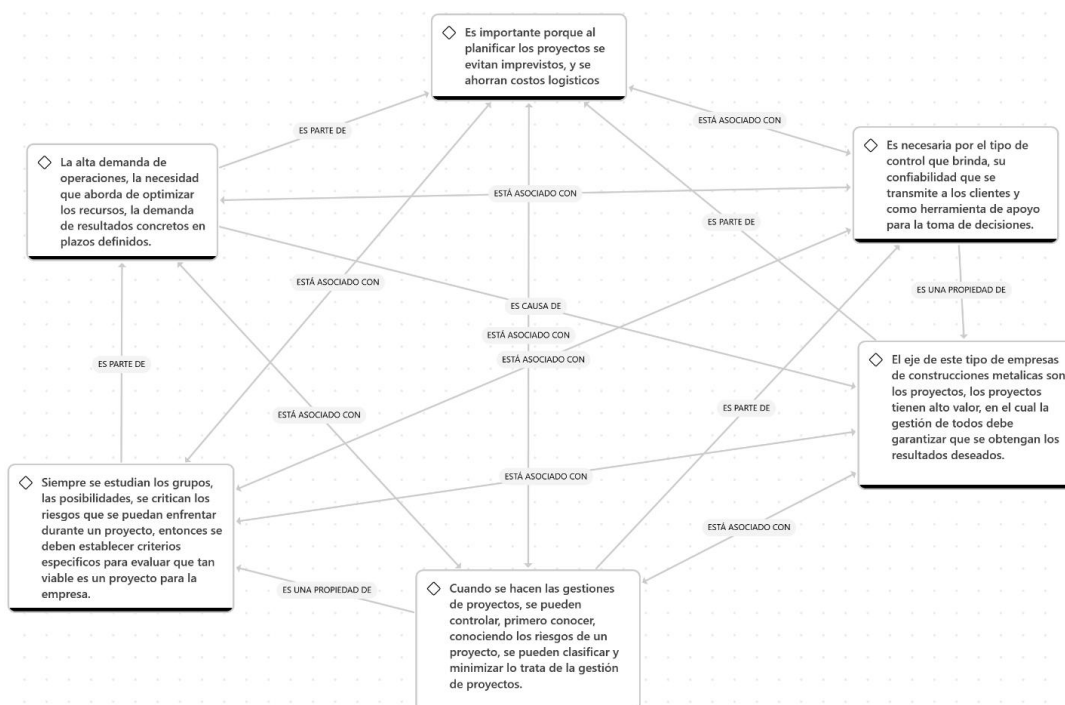 Es importante porque al
planificar los proyectos se
evitan imprevistos, y se
ahorran costos logisticos
ES PARTE DE
ESTÁ ASOCIADO CON
La alta demanda de
operaciones, la necesidad
que aborda de optimizar
los recursos, la demanda
de resultados concretos en
plazos definidos.
Es necesaria por el tipo de
control que brinda, su
confiabilidad que se
transmite a los clientes y
como herramienta de apoyo
para la toma de decisiones.
ESTÁ ASOCIADO CON
ES PARTE DE
ESTÁ ASOCIADO CON
ES UNA PROPIEDAD DE
ES CAUSA DE
ESTÁ ASOCIADO CON
ESTÁ ASOCIADO CON
ES PARTE DE
El eje de este tipo de empresas
de construcciones metalicas son
los proyectos, los proyectos
tienen alto valor, en el cual la
gestión de todos debe
garantizar que se obtengan los
resultados deseados.
ESTÁ ASOCIADO CON
ES PARTE DE
Siempre se estudian los grupos,
las posibilidades, se critican los
riesgos que se puedan enfrentar
durante un proyecto, entonces se
deben establecer criterios
especificos para evaluar que tan
viable es un proyecto para la
empresa.
ESTÁ ASOCIADO CON
ESTÁ ASOCIADO CON
ES UNA PROPIEDAD DE
Cuando se hacen las gestiones
de proyectos, se pueden
controlar, primero conocer,
conociendo los riesgos de un
proyecto, se pueden clasificar y
minimizar lo trata de la gestión
de proyectos.